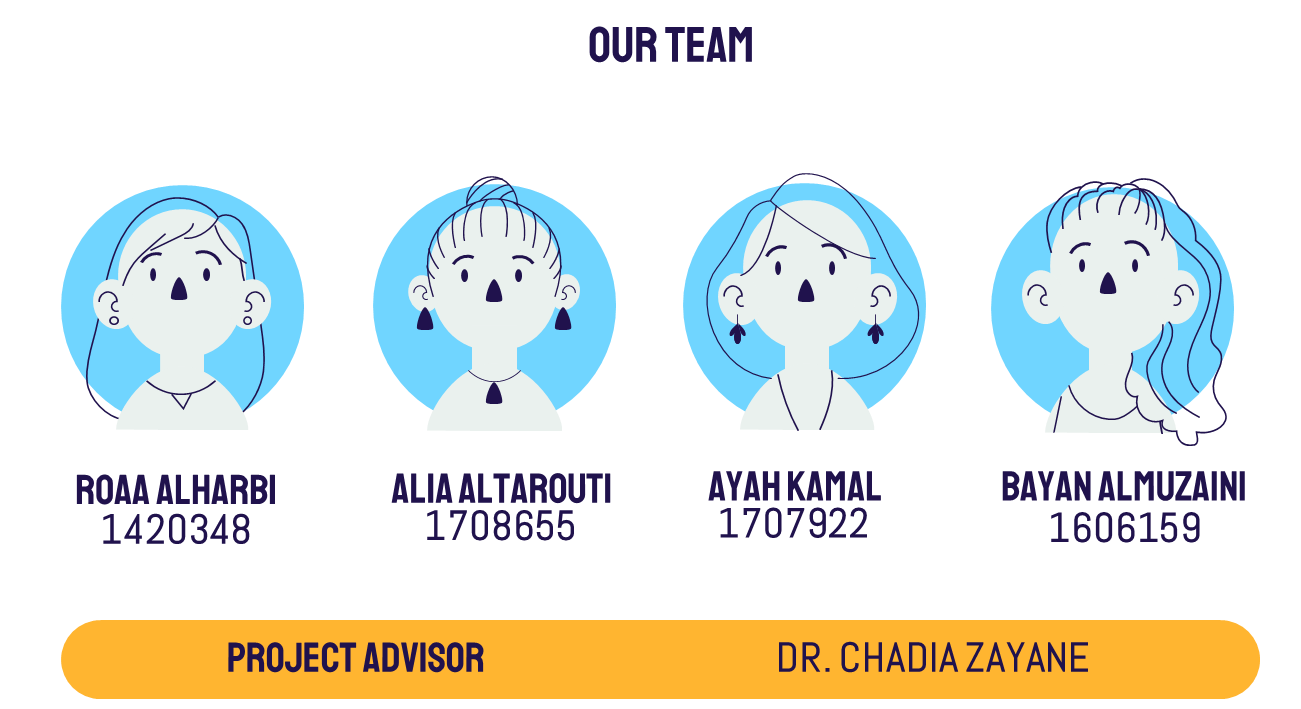 OUR TEAM
ROAA ALHARBI
1420348
ALIA ALTAROUTI
1708655
AYAH KAMAL
1707922
BAYAN ALMUZAINI
1606159
PROJECT ADVISOR
DR. CHADIA ZAYANE